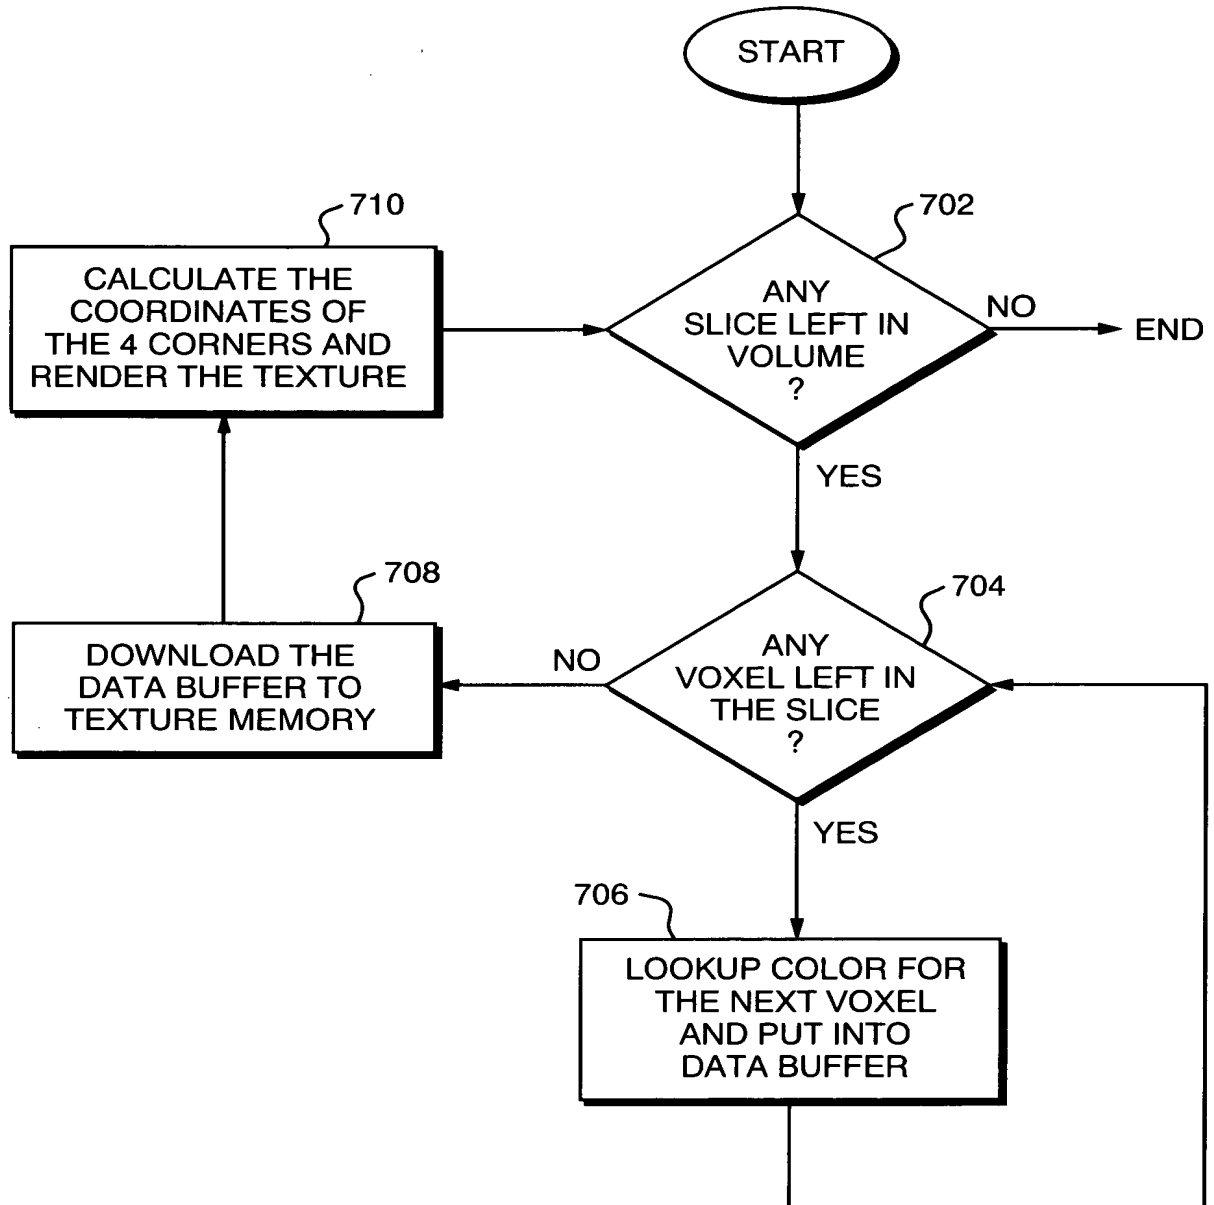 START
702
ANY
SLICE LEFT IN
VOLUME
?
NO
END
YES
710
CALCULATE THE
COORDINATES OF
THE 4 CORNERS AND
RENDER THE TEXTURE
704
ANY
VOXEL LEFT IN
THE SLICE
?
NO
YES
708
DOWNLOAD THE
DATA BUFFER TO
TEXTURE MEMORY
706
LOOKUP COLOR FOR
THE NEXT VOXEL
AND PUT INTO
DATA BUFFER